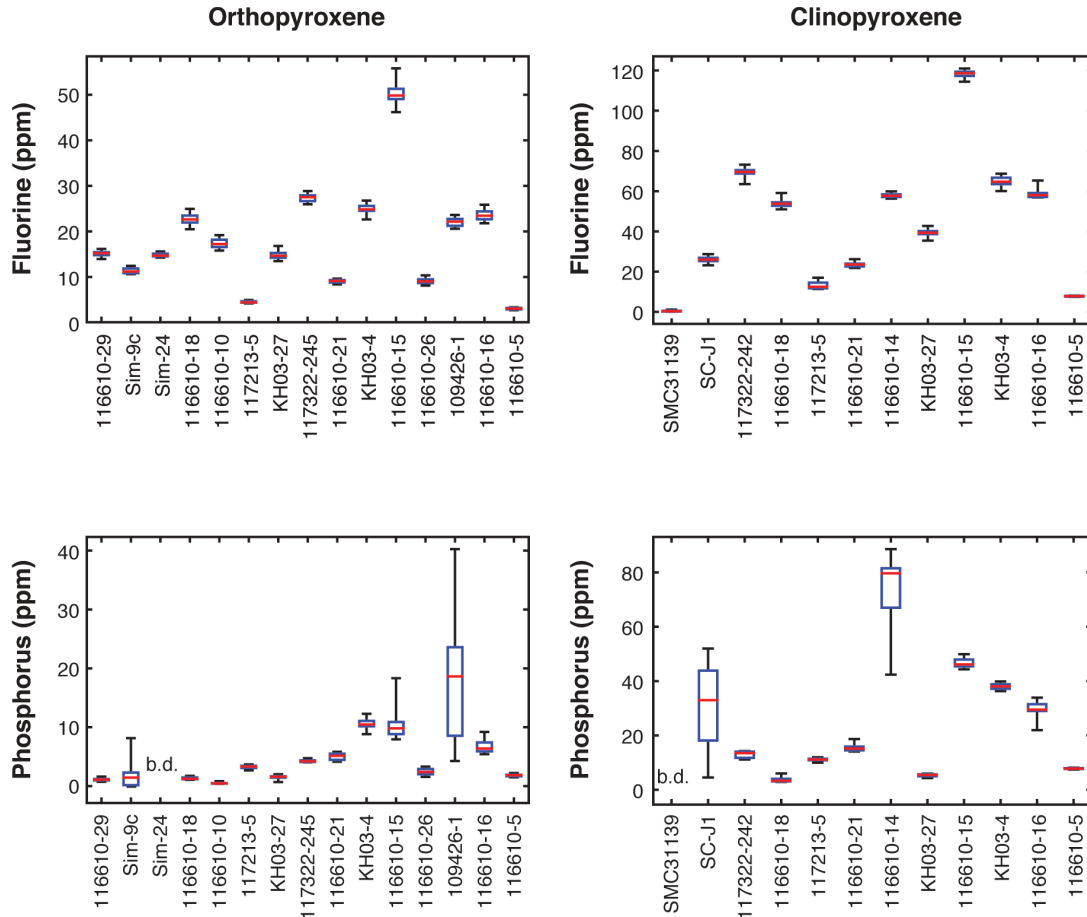 Orthopyroxene
Clinopyroxene
Fluorine (ppm)
50
40
30
20
10
0
116610-29
Sim-9c
Sim-24
116610-18
116610-10
117213-5
KH03-27
117322-245
116610-21
KH03-4
116610-15
116610-26
109426-1
116610-16
116610-5
Fluorine (ppm)
120
100
80
60
40
20
0
SMC31139
SC-J1
117322-242
116610-18
117213-5
116610-21
116610-14
KH03-27
116610-15
KH03-4
116610-16
116610-5
Phosphorus (ppm)
40
30
20
10
0
b.d.
116610-29
Sim-9c
Sim-24
116610-18
116610-10
117213-5
KH03-27
117322-245
116610-21
KH03-4
116610-15
116610-26
109426-1
116610-16
116610-5
Phosphorus (ppm)
80
60
40
20
0
b.d.
SMC31139
SC-J1
117322-242
116610-18
117213-5
116610-21
116610-14
KH03-27
116610-15
KH03-4
116610-16
116610-5